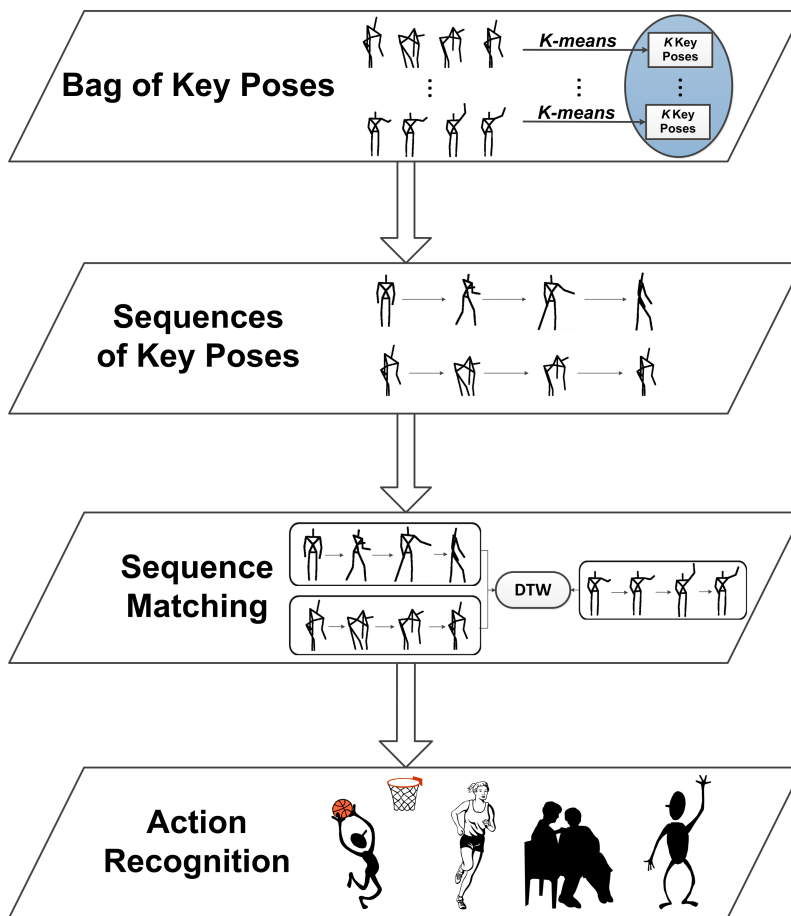 Bag of Key Poses
K-means
K Key
Poses
⋮
⋮
⋮
K-means
K Key
Poses
Sequences
of Key Poses
Sequence
Matching
DTW
Action
Recognition